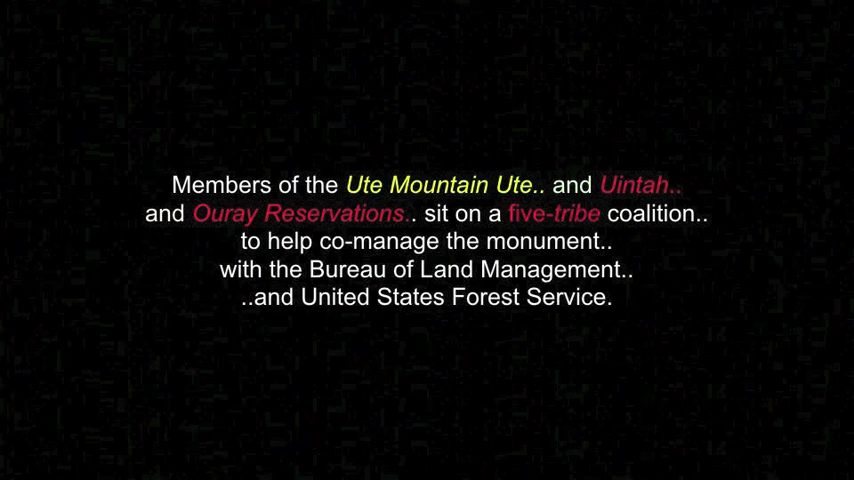 Members of the Ute Mountain Ute.. and Uintah..
and Ouray Reservations.. sit on a five-tribe coalition..
to help co-manage the monument..
with the Bureau of Land Management..
..and United States Forest Service.